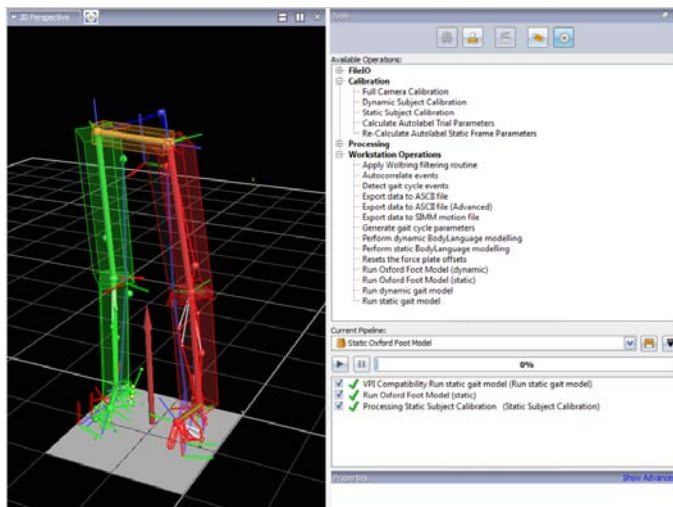 3D Perspective
Tools
Available Operations:
FileIO
Calibration
Full Camera Calibration
Dynamic Subject Calibration
Static Subject Calibration
Calculate Autolabel Trial Parameters
Re-Calculate Autolabel Static Frame Parameters
Processing
Workstation Operations
Apply Woltring filtering routine
Autocorrelate events
Detect gait cycle events
Export data to ASCII file
Export data to ASCII file (Advanced)
Export data to SIMM motion file
Generate gait cycle parameters
Perform dynamic BodyLanguage modelling
Perform static BodyLanguage modelling
Resets the force plate offsets
Run Oxford Foot Model (dynamic)
Run Oxford Foot Model (static)
Run dynamic gait model
Run static gait model
Current Pipeline:
Static Oxford Foot Model
0%
VPI Compatibility Run static gait model (Run static gait model)
Run Oxford Foot Model (static)
Processing Static Subject Calibration (Static Subject Calibration)
Properties
Show Advance